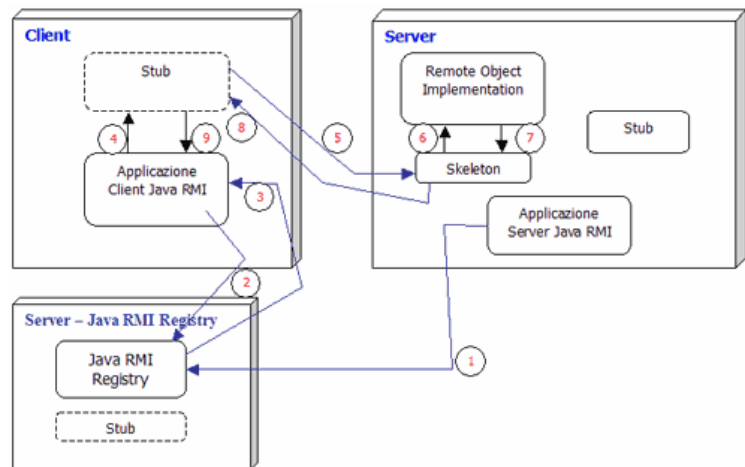 Client
Stub
4
9
8
Applicazione
Client Java RMI
3
5
Server
Remote Object
Implementation
6
7
Skeleton
Stub
Applicazione
Server Java RMI
2
Server – Java RMI Registry
Java RMI
Registry
Stub
1